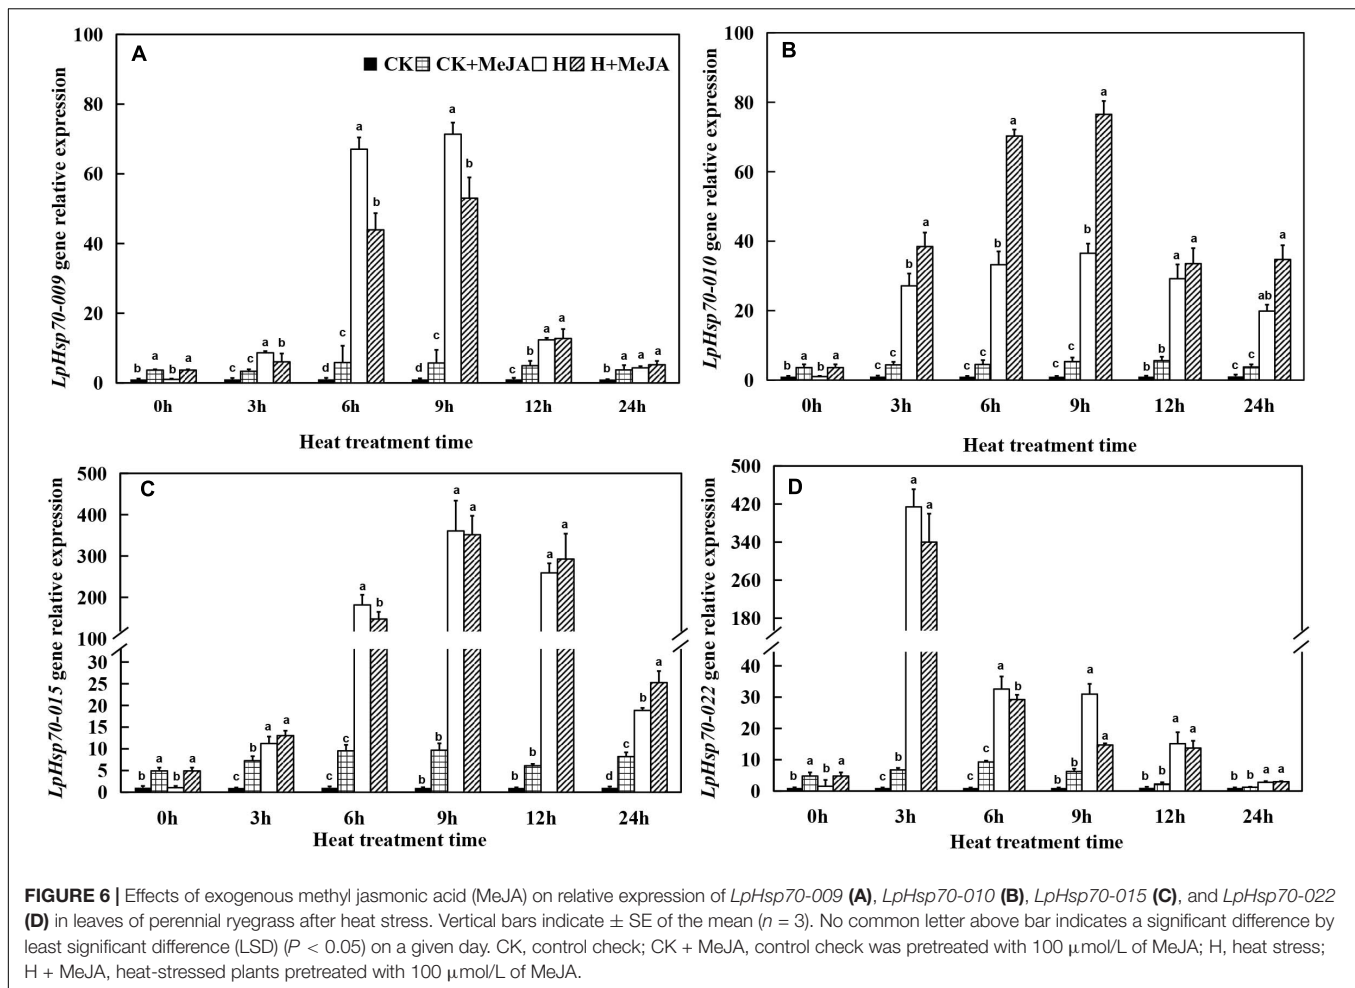 A
CK CK+MeJA H H+MeJA
LpHsp70-009 gene relative expression
100
80
60
40
20
0
b a b a
c c a b
d c a b
d c a b
c b a a
b a a a
0h 3h 6h 9h 12h 24h
Heat treatment time
B
LpHsp70-010 gene relative expression
100
80
60
40
20
0
b a b a
c c b a
c c b a
c c b a
b b a a
c c ab a
0h 3h 6h 9h 12h 24h
Heat treatment time
C
LpHsp70-015 gene relative expression
500
400
300
200
100
30
25
20
15
10
5
0
b a b a
c b a a
c c a b
b b a a
b b a a
d c b a
0h 3h 6h 9h 12h 24h
Heat treatment time
D
LpHsp70-022 gene relative expression
500
420
340
260
180
40
30
20
10
0
b a b a
c b a a
c c a b
b b a a
b b a a
b b a a
0h 3h 6h 9h 12h 24h
Heat treatment time
FIGURE 6 | Effects of exogenous methyl jasmonic acid (MeJA) on relative expression of LpHsp70-009 (A), LpHsp70-010 (B), LpHsp70-015 (C), and LpHsp70-022
(D) in leaves of perennial ryegrass after heat stress. Vertical bars indicate ± SE of the mean (n = 3). No common letter above bar indicates a significant difference by
least significant difference (LSD) (P < 0.05) on a given day. CK, control check; CK + MeJA, control check was pretreated with 100 μmol/L of MeJA; H, heat stress;
H + MeJA, heat-stressed plants pretreated with 100 μmol/L of MeJA.